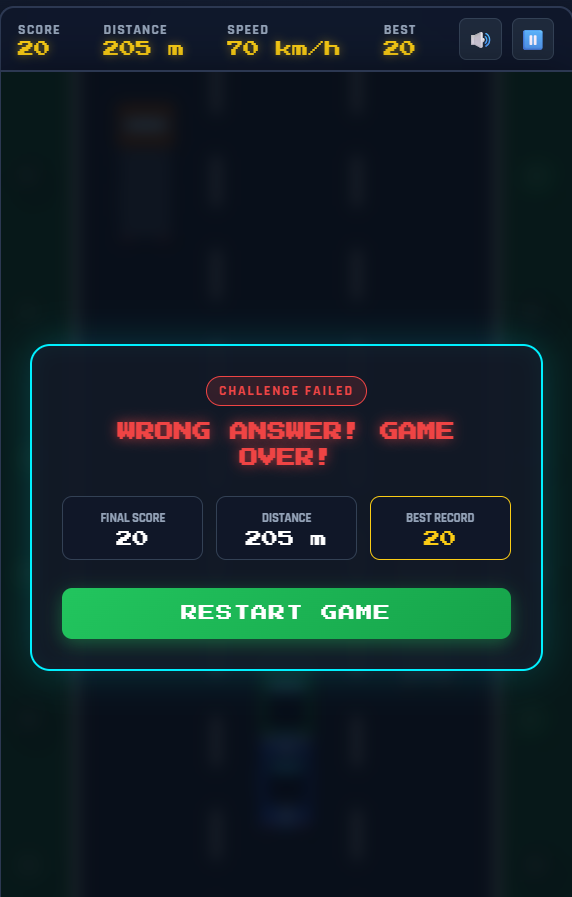 SCORE DISTANCE SPEED BEST
20 205 m 70 km/h 20
CHALLENGE FAILED
WRONG ANSWER! GAME
OVER!
FINAL SCORE DISTANCE BEST RECORD
20 205 m 20
RESTART GAME